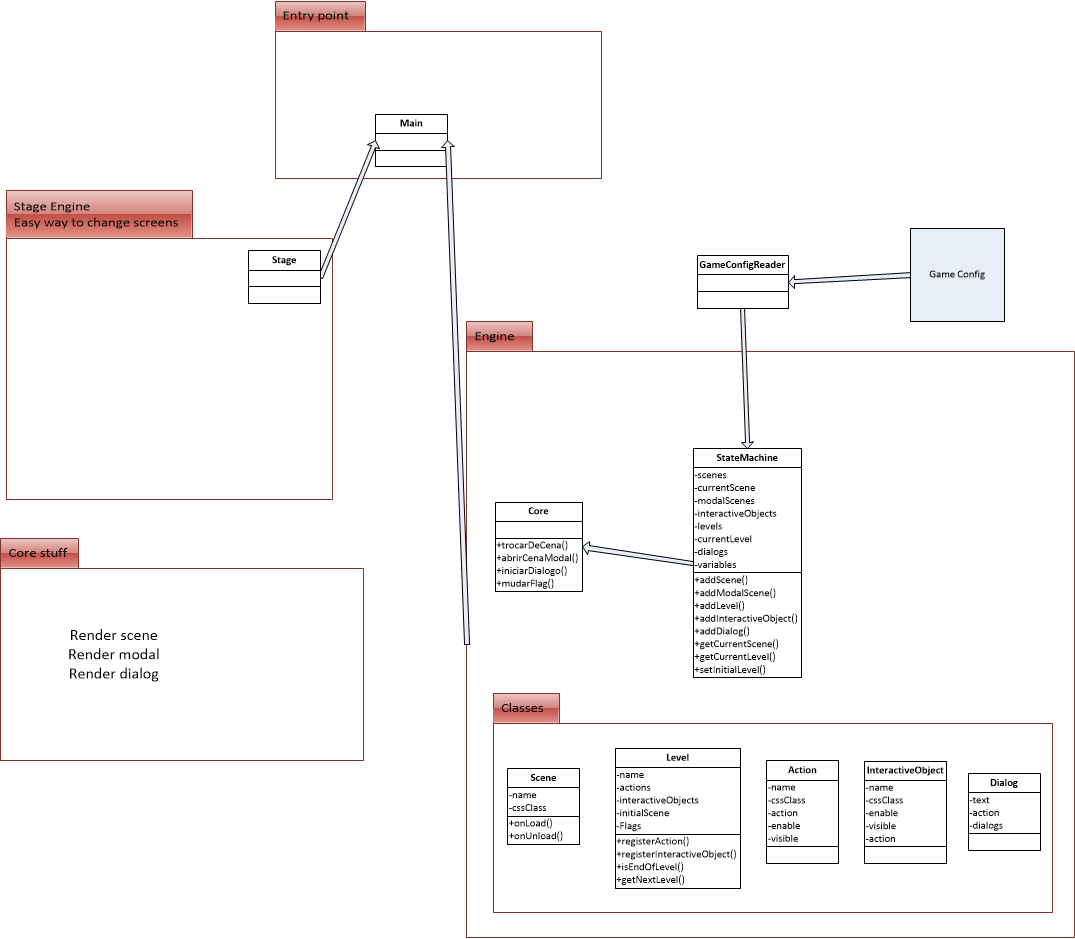 Entry point
Main
Stage Engine
Easy way to change screens
Stage
GameConfigReader
Game Config
Engine
StateMachine
-scenes
-currentScene
-modalScenes
-interactiveObjects
-levels
-currentLevel
-dialogs
-variables
+addScene()
+addModalScene()
+addLevel()
+addInteractiveObject()
+addDialog()
+getCurrentScene()
+getCurrentLevel()
+setInitialLevel()
Core
+trocarDeCena()
+abrirCenaModal()
+iniciarDialogo()
+mudarFlag()
Core stuff
Render scene
Render modal
Render dialog
Classes
Scene
-name
-cssClass
+onLoad()
+onUnload()
Level
-name
-actions
-interactiveObjects
-initialScene
-Flags
+registerAction()
+registerInteractiveObject()
+isEndOfLevel()
+getNextLevel()
Action
-name
-cssClass
-action
-enable
-visible
InteractiveObject
-name
-cssClass
-enable
-visible
-action
Dialog
-text
-action
-dialogs